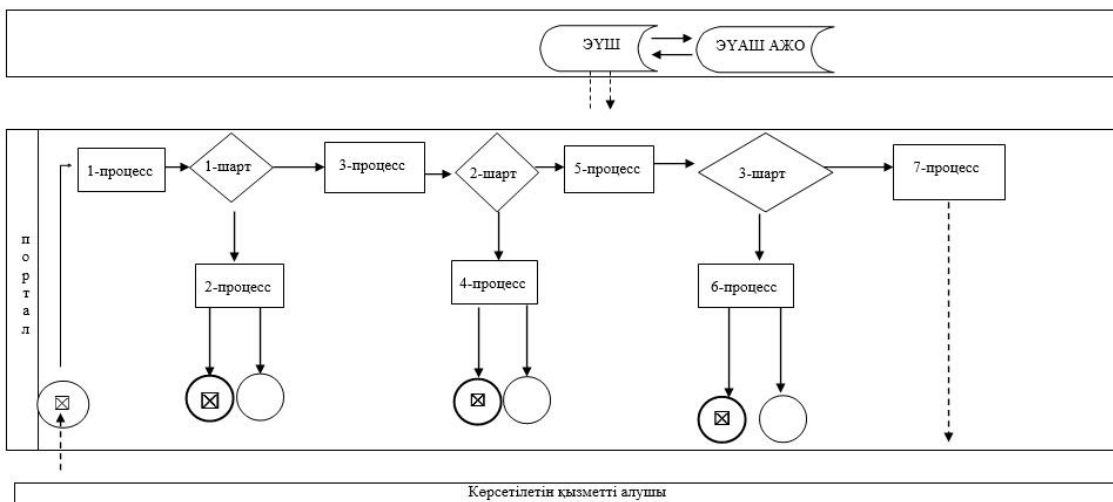 ЭҮШ
ЭҮАШ АЖО
1-процесс
1-шарт
3-процесс
2-шарт
5-процесс
3-шарт
7-процесс
портал
2-процесс
4-процесс
6-процесс
Көрсетілетін қызметті алушы